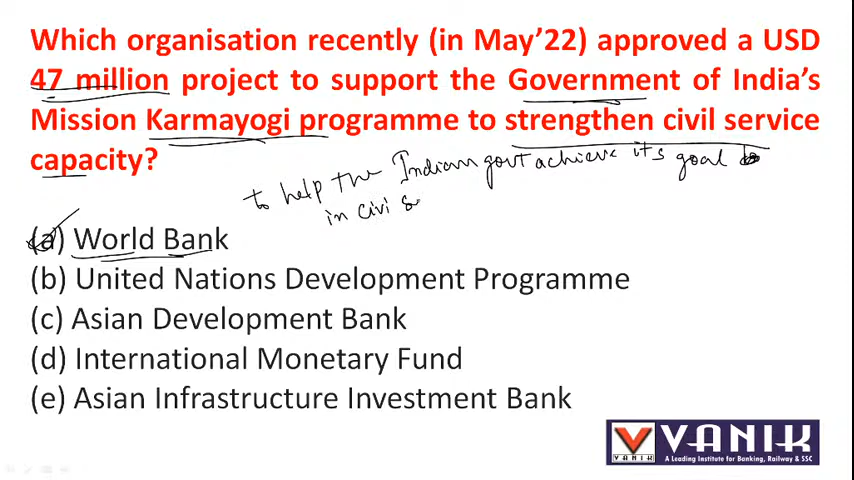 Which organisation recently (in May’22) approved a USD
47 million project to support the Government of India’s
Mission Karmayogi programme to strengthen civil service
capacity?
to help the Indian govt achieve its goal
in civi s
(a) World Bank
(b) United Nations Development Programme
(c) Asian Development Bank
(d) International Monetary Fund
(e) Asian Infrastructure Investment Bank
VANIK
VANIK
A Leading Institute for Banking, Railway & SSC